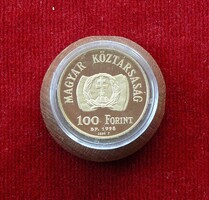 MAGYAR KÖZTÁRSASÁG
100 FORINT
BP. 1998